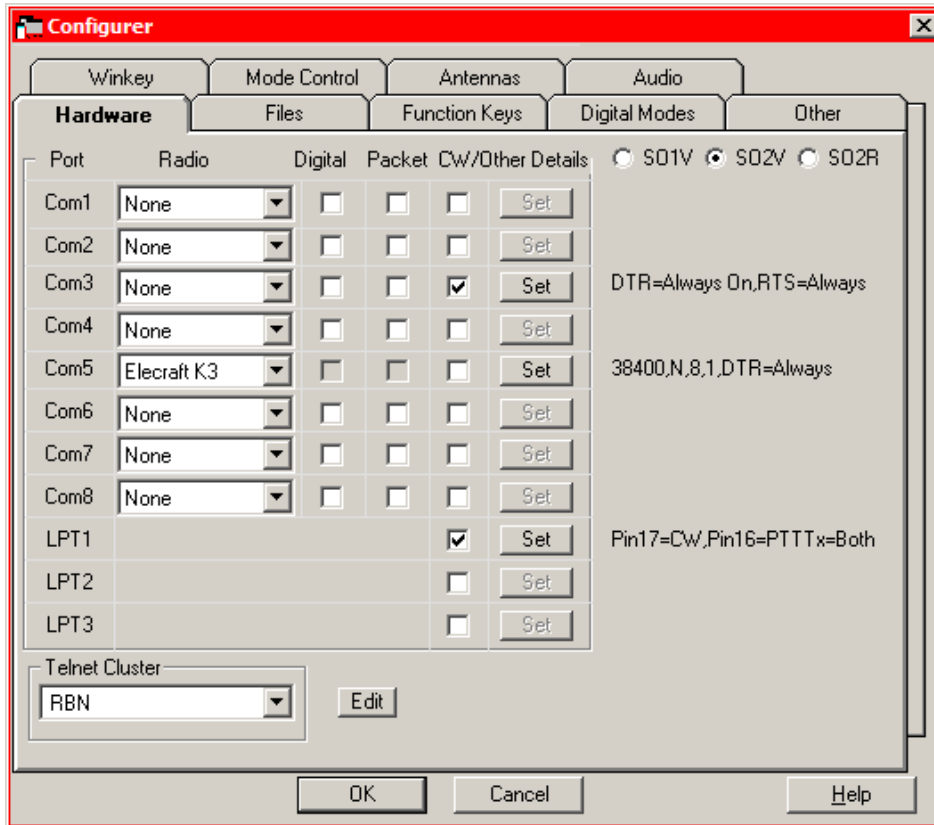 Configurer
Winkey Mode Control Antennas Audio
Hardware Files Function Keys Digital Modes Other
Port Radio Digital Packet CW/Other Details SO1V SO2V SO2R
Com1 None Set
Com2 None Set
Com3 None Set DTR=Always On,RTS=Always
Com4 None Set
Com5 Elecraft K3 Set 38400,N,8,1,DTR=Always
Com6 None Set
Com7 None Set
Com8 None Set
LPT1 Set Pin17=CW,Pin16=PTTTx=Both
LPT2 Set
LPT3 Set
Telnet Cluster
RBN Edit
OK Cancel Help